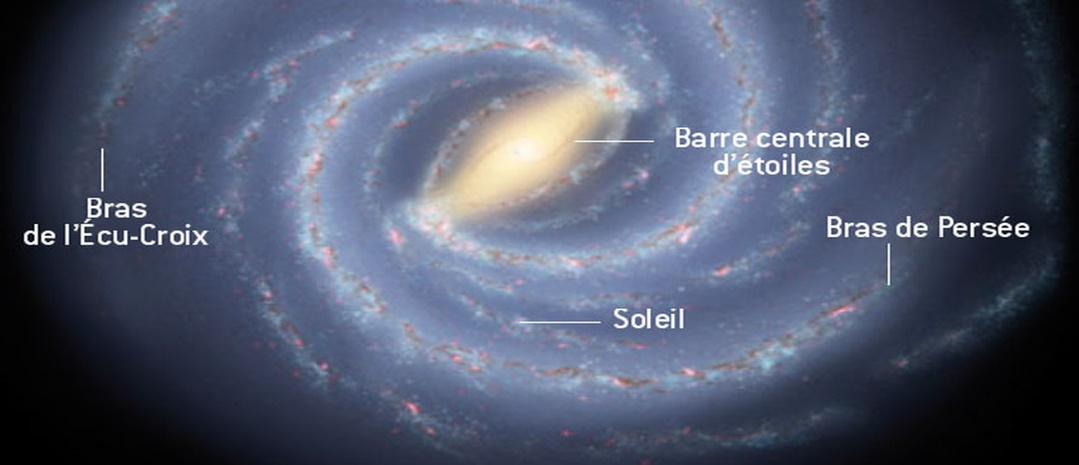 Barre centrale
d'étoiles
Bras
de l'Écu-Croix
Bras de Persée
Soleil